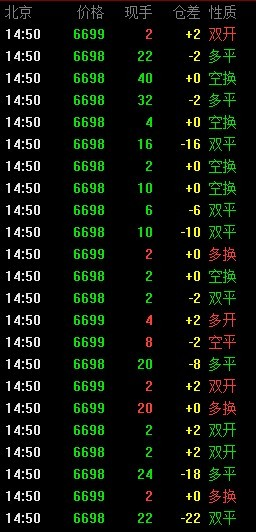 北京 价格 现手 仓差 性质
14:50 6699 2 +2 双开
14:50 6698 22 -2 多平
14:50 6698 40 +0 空换
14:50 6698 32 -2 多平
14:50 6698 4 +0 空换
14:50 6698 16 -16 双平
14:50 6698 2 +0 空换
14:50 6698 10 +0 空换
14:50 6698 6 -6 双平
14:50 6698 10 -10 双平
14:50 6699 2 +0 多换
14:50 6698 2 +0 空换
14:50 6698 2 -2 双平
14:50 6699 4 +2 多开
14:50 6699 8 -2 空平
14:50 6698 20 -8 多平
14:50 6699 2 +2 双开
14:50 6699 20 +0 多换
14:50 6698 2 +2 双开
14:50 6698 2 +2 双开
14:50 6698 24 -18 多平
14:50 6699 2 +0 多换
14:50 6698 22 -22 双平